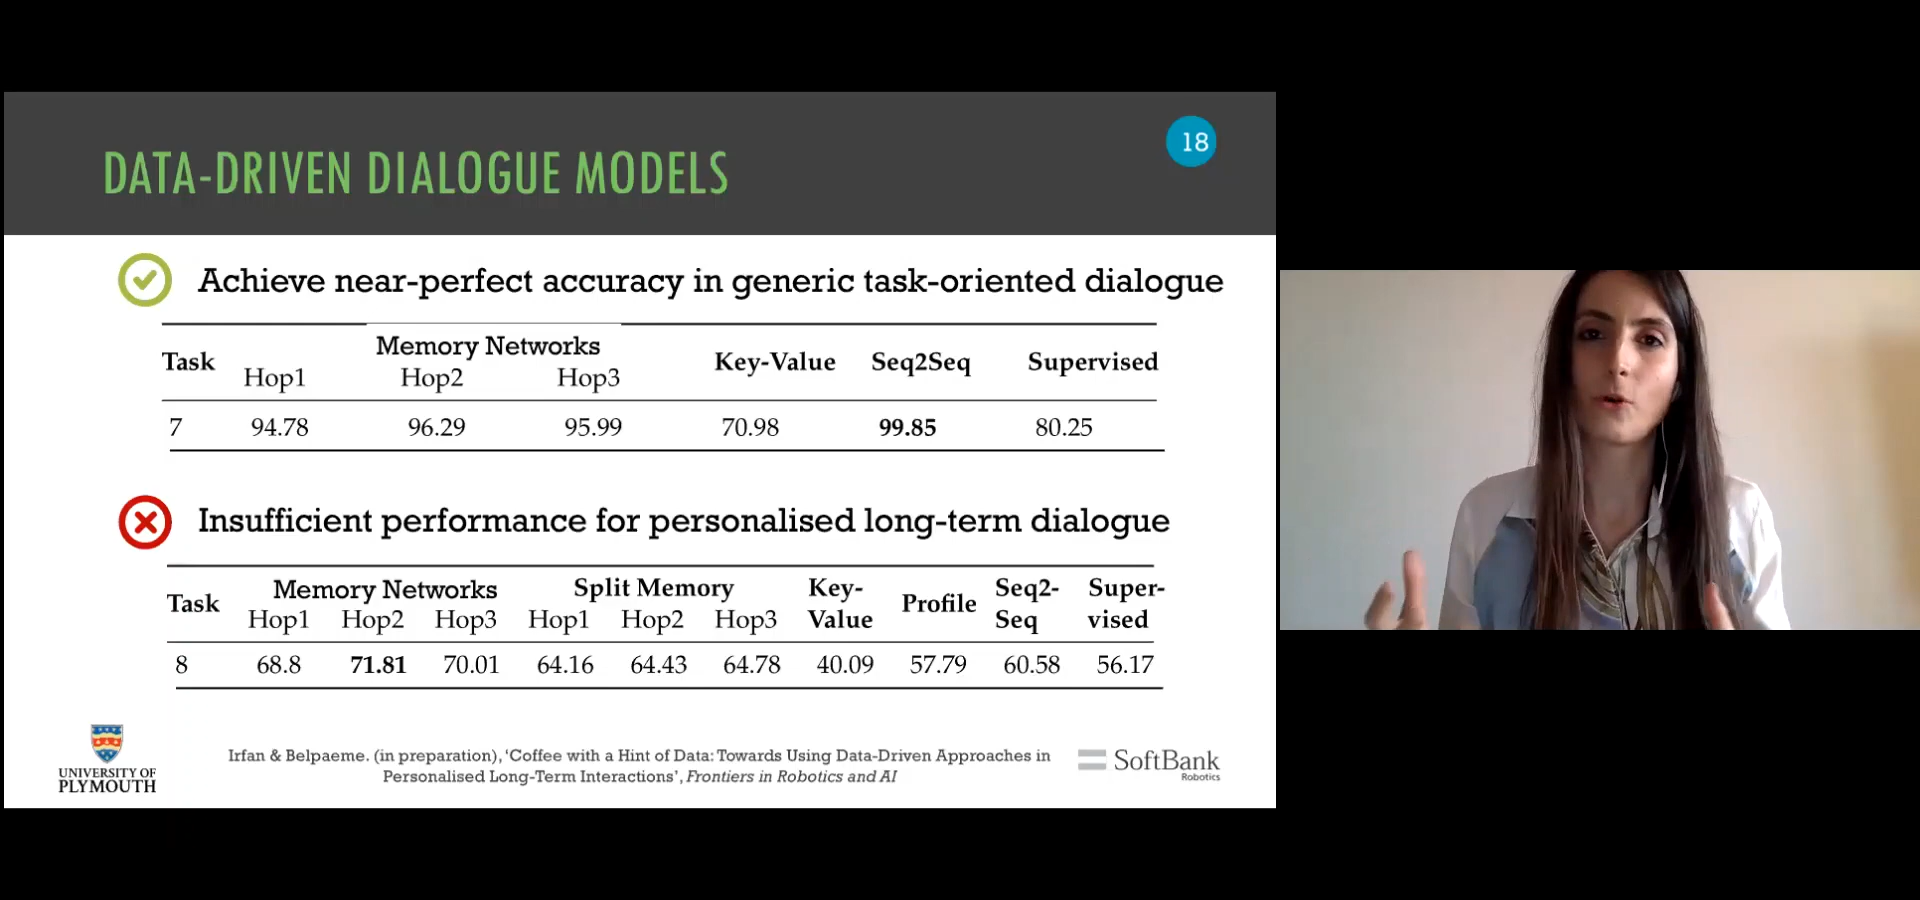 DATA-DRIVEN DIALOGUE MODELS
18
Achieve near-perfect accuracy in generic task-oriented dialogue
Task Memory Networks Key-Value Seq2Seq Supervised
Hop1 Hop2 Hop3
7 94.78 96.29 95.99 70.98 99.85 80.25
Insufficient performance for personalised long-term dialogue
Task Memory Networks Split Memory Key-Value Profile Seq2-Seq Super-vised
Hop1 Hop2 Hop3 Hop1 Hop2 Hop3
8 68.8 71.81 70.01 64.16 64.43 64.78 40.09 57.79 60.58 56.17
UNIVERSITY OF
PLYMOUTH
Irfan & Belpaeme. (in preparation), ‘Coffee with a Hint of Data: Towards Using Data-Driven Approaches in
Personalised Long-Term Interactions’, Frontiers in Robotics and AI
SoftBank
Robotics